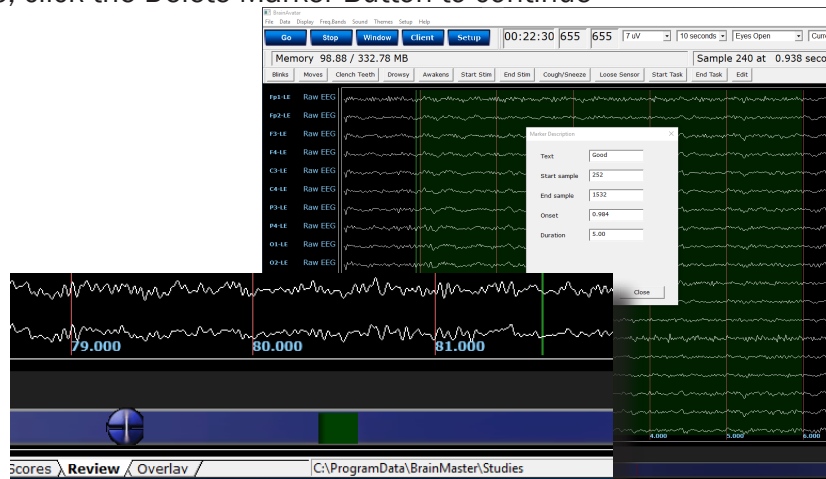 , click the Delete Marker Button to continue
BrainAvatar
File Data Display Freq.Bands Sound Themes Setup Help
Go Stop Window Client Setup 00:22:30 655 655 7 uV 10 seconds Eyes Open Curr
Memory 98.88 / 332.78 MB Sample 240 at 0.938 seco
Blinks Moves Clench Teeth Drowsy Awakens Start Stim End Stim Cough/Sneeze Loose Sensor Start Task End Task Edit
Fp1-LE Raw EEG
Fp2-LE Raw EEG
F3-LE Raw EEG
F4-LE Raw EEG
C3-LE Raw EEG
C4-LE Raw EEG
P3-LE Raw EEG
P4-LE Raw EEG
O1-LE Raw EEG
O2-LE Raw EEG
Marker Description X
Text Good
Start sample 252
End sample 1532
Onset 0.984
Duration 5.00
Close
4.000 5.000 6.000
79.000 80.000 81.000
Scores Review Overlay C:\ProgramData\BrainMaster\Studies